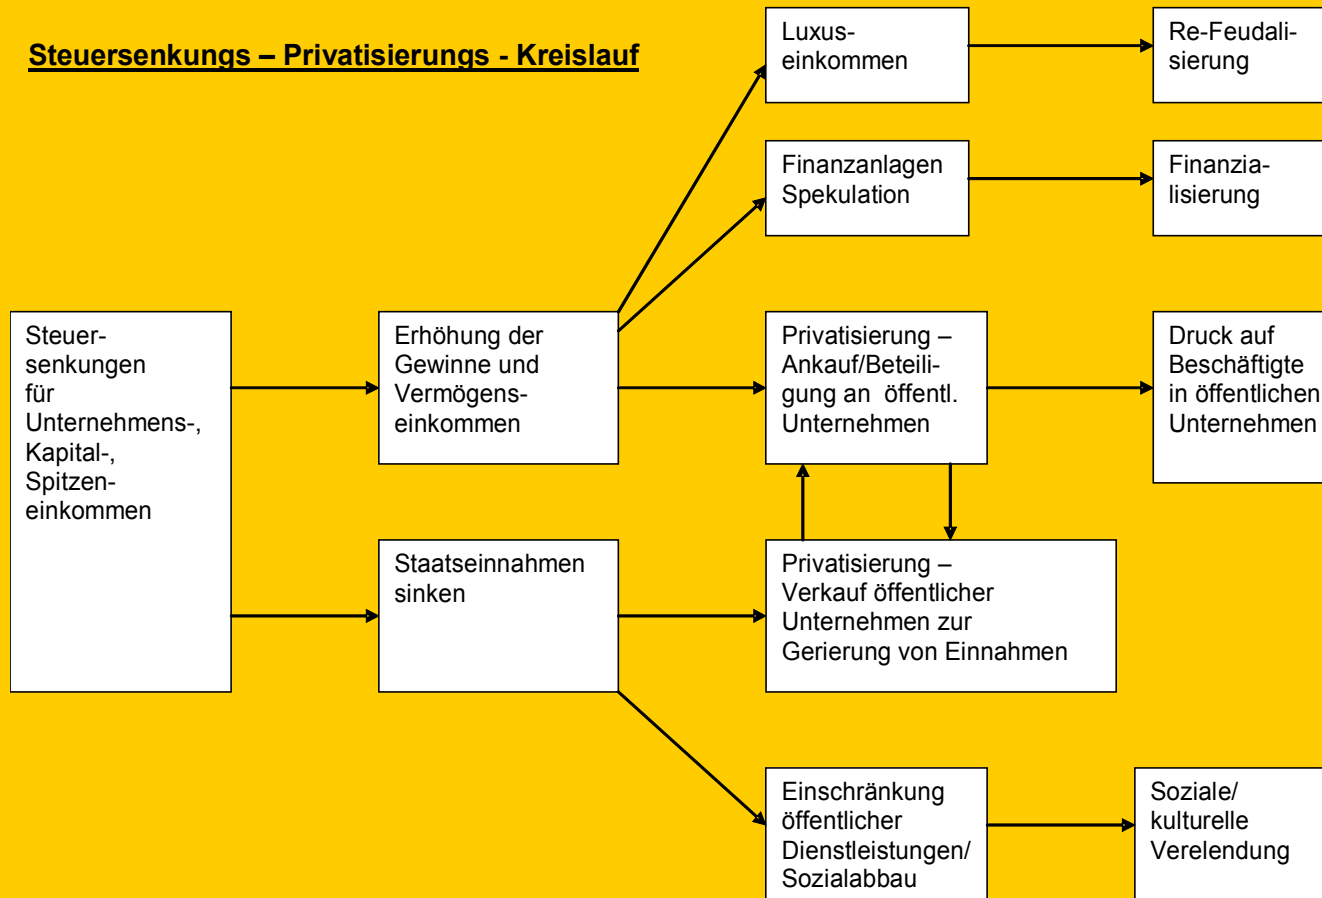 Steuersenkungs – Privatisierungs - Kreislauf
Luxus-
einkommen
Re-Feudali-
sierung
Finanzanlagen
Spekulation
Finanzia-
lisierung
Steuer-
senkungen
für
Unternehmens-,
Kapital-,
Spitzen-
einkommen
Erhöhung der
Gewinne und
Vermögens-
einkommen
Privatisierung –
Ankauf/Beteili-
gung an öffentl.
Unternehmen
Druck auf
Beschäftigte
in öffentlichen
Unternehmen
Staatseinnahmen
sinken
Privatisierung –
Verkauf öffentlicher
Unternehmen zur
Gerierung von Einnahmen
Einschränkung
öffentlicher
Dienstleistungen/
Sozialabbau
Soziale/
kulturelle
Verelendung